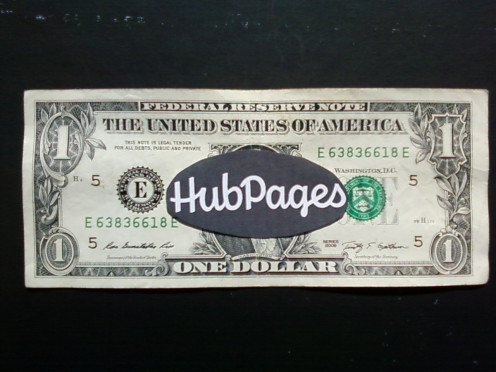 FEDERAL RESERVE NOTE
THE UNITED STATES OF AMERICA
THIS NOTE IS LEGAL TENDER
FOR ALL DEBTS, PUBLIC AND PRIVATE
E 63836618 E
WASHINGTON, D.C.
1
1
5
5
E
HubPages
E 63836618 E
5
5
SERIES
1
1
ONE DOLLAR